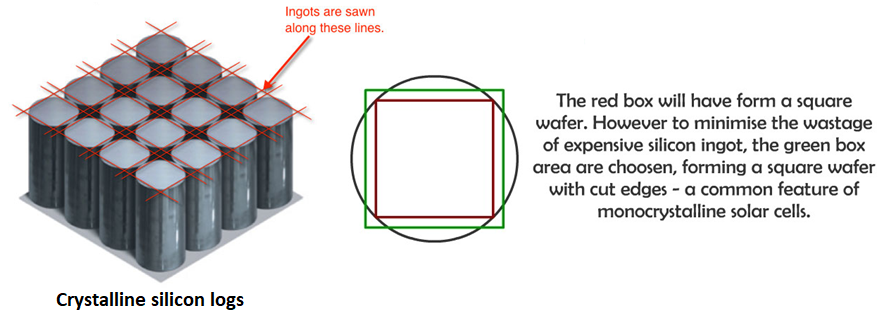 Ingots are sawn
along these lines.
The red box will have form a square
wafer. However to minimise the wastage
of expensive silicon ingot, the green box
area are choosen, forming a square wafer
with cut edges - a common feature of
monocrystalline solar cells.
Crystalline silicon logs